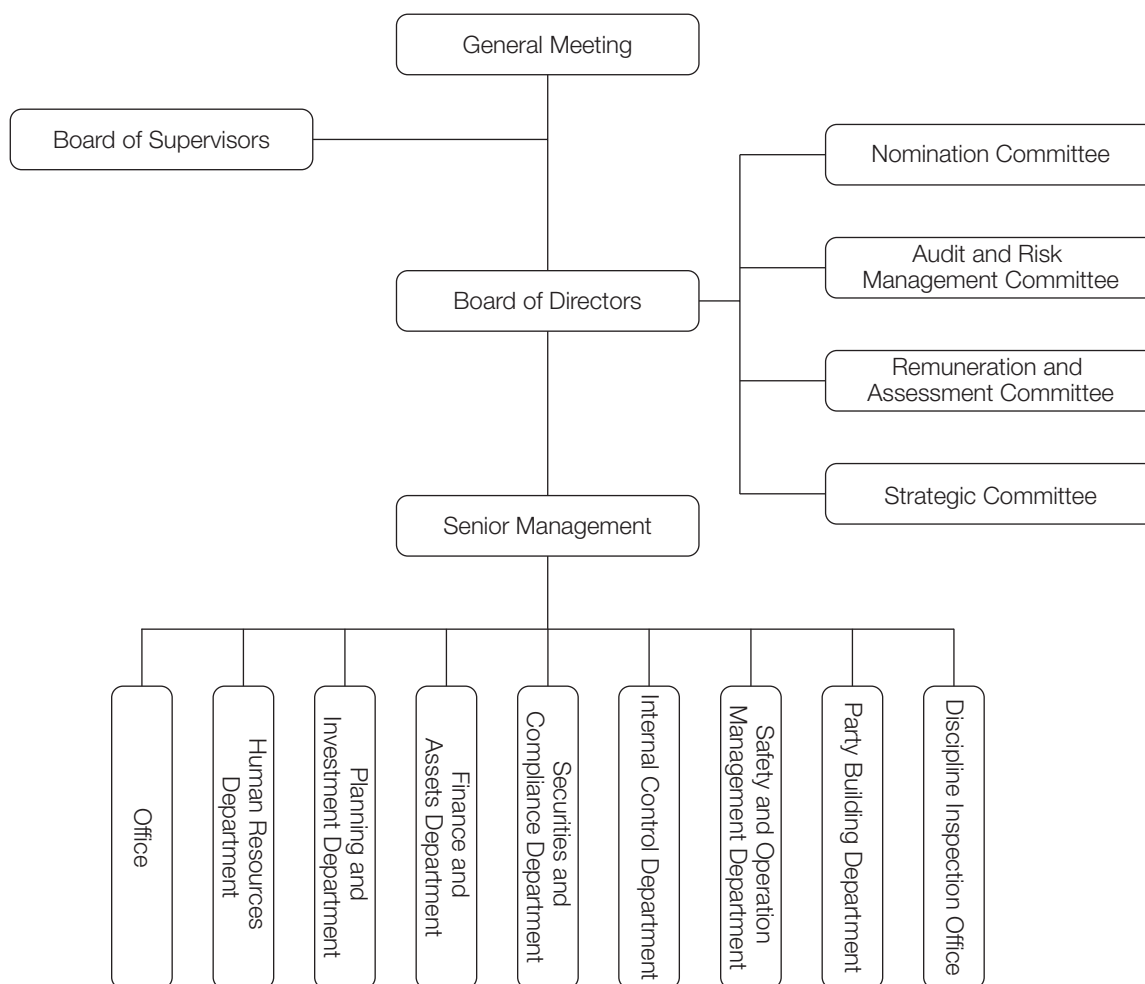 General Meeting
Board of Supervisors
Nomination Committee
Audit and Risk
Management Committee
Board of Directors
Remuneration and
Assessment Committee
Strategic Committee
Senior Management
Office
Human Resources
Department
Planning and
Investment Department
Finance and
Assets Department
Securities and
Compliance Department
Internal Control Department
Safety and Operation
Management Department
Party Building Department
Discipline Inspection Office